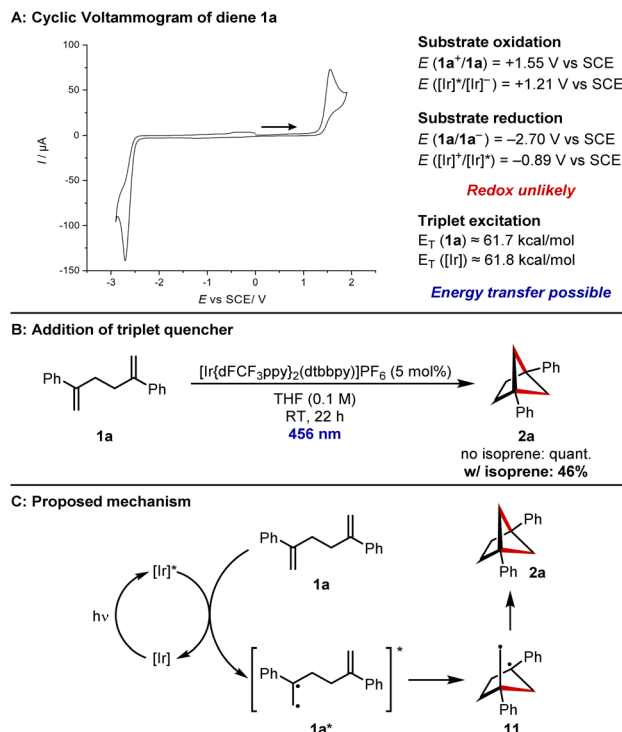 A: Cyclic Voltammogram of diene 1a
100
50
0
-50
-100
-150
I / μA
-3
-2
-1
0
1
2
E vs SCE/ V
Substrate oxidation
E (1a⁺/1a) = +1.55 V vs SCE
E ([Ir]*/[Ir]⁻) = +1.21 V vs SCE
Substrate reduction
E (1a/1a⁻) = –2.70 V vs SCE
E ([Ir]⁺/[Ir]*) = –0.89 V vs SCE
Redox unlikely
Triplet excitation
E_T (1a) ≈ 61.7 kcal/mol
E_T ([Ir]) ≈ 61.8 kcal/mol
Energy transfer possible
B: Addition of triplet quencher
Ph
Ph
1a
[Ir{dFCF₃ppy}₂(dtbbpy)]PF₆ (5 mol%)
THF (0.1 M)
RT, 22 h
456 nm
Ph
Ph
2a
no isoprene: quant.
w/ isoprene: 46%
C: Proposed mechanism
hν
[Ir]*
[Ir]
Ph
Ph
1a
Ph
Ph
*
1a*
Ph
Ph
11
Ph
Ph
2a